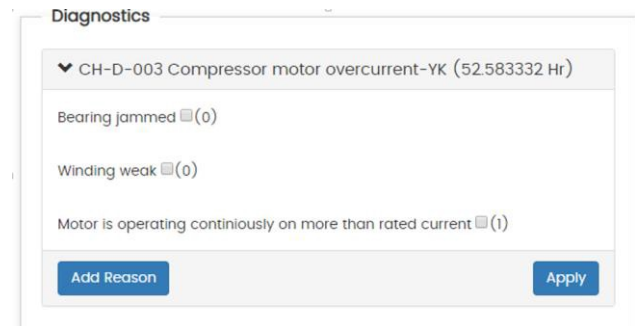 Diagnostics
CH-D-003 Compressor motor overcurrent-YK (52.583332 Hr)
Bearing jammed (0)
Winding weak (0)
Motor is operating continiously on more than rated current (1)
Add Reason
Apply